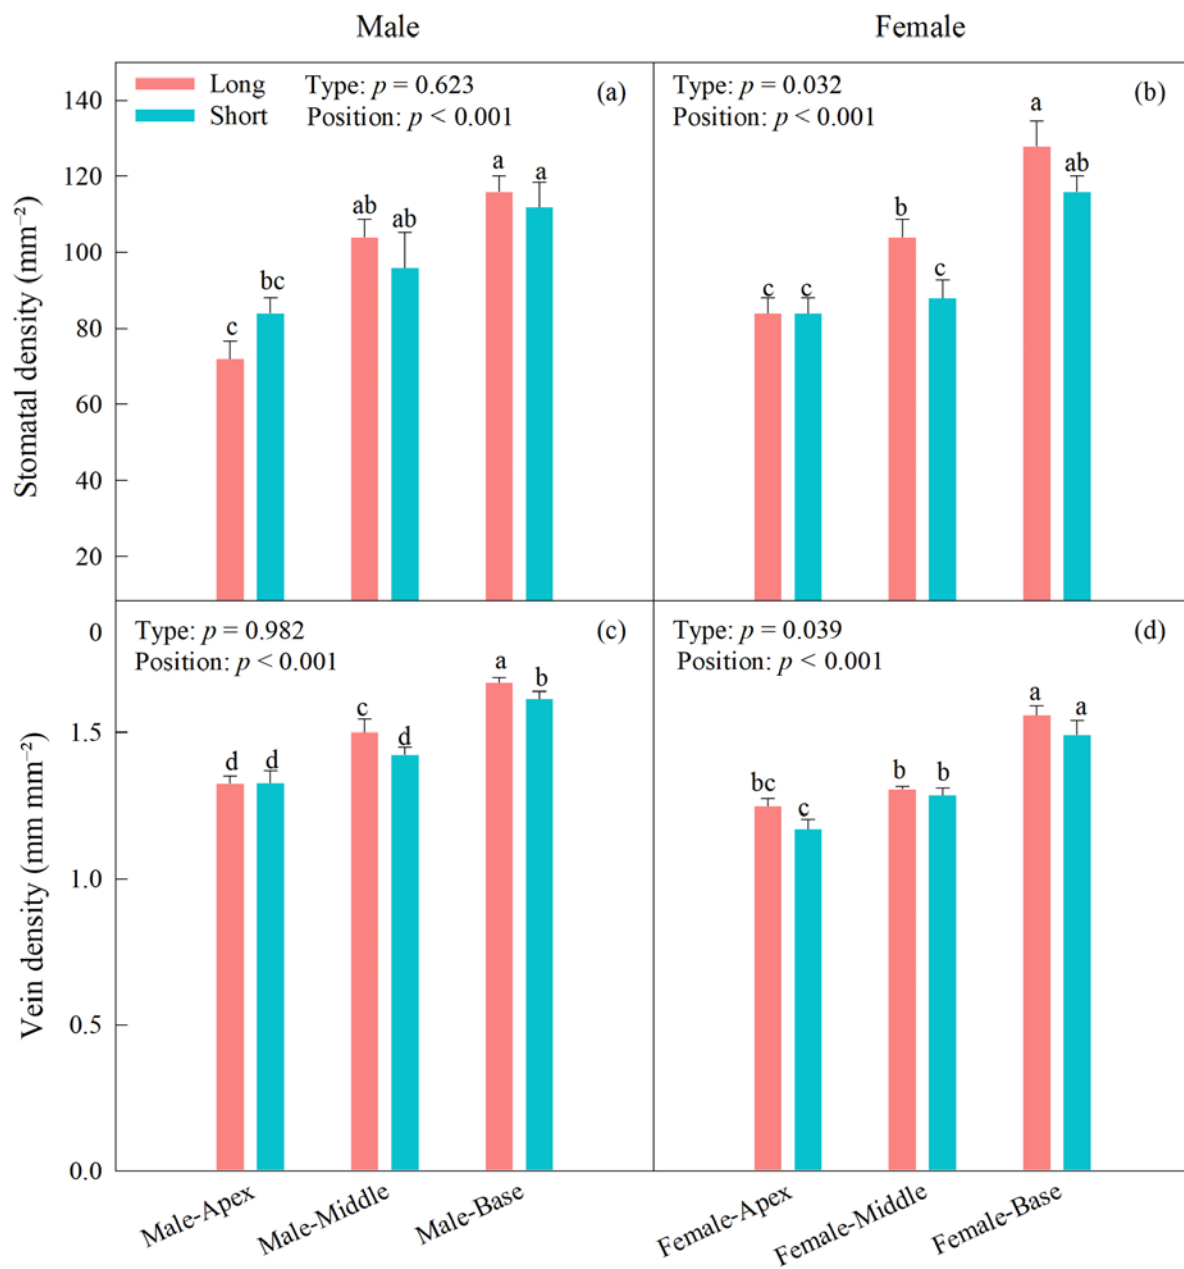 Male
Female
Long
Short
Type: p = 0.623
Position: p < 0.001
(a)
Type: p = 0.032
Position: p < 0.001
(b)
Stomatal density (mm⁻²)
140
120
100
80
60
40
20
0
c
bc
ab
ab
a
a
c
c
b
c
a
ab
Type: p = 0.982
Position: p < 0.001
(c)
Type: p = 0.039
Position: p < 0.001
(d)
Vein density (mm mm⁻²)
1.5
1.0
0.5
0.0
d
d
c
d
a
b
bc
c
b
b
a
a
Male-Apex
Male-Middle
Male-Base
Female-Apex
Female-Middle
Female-Base